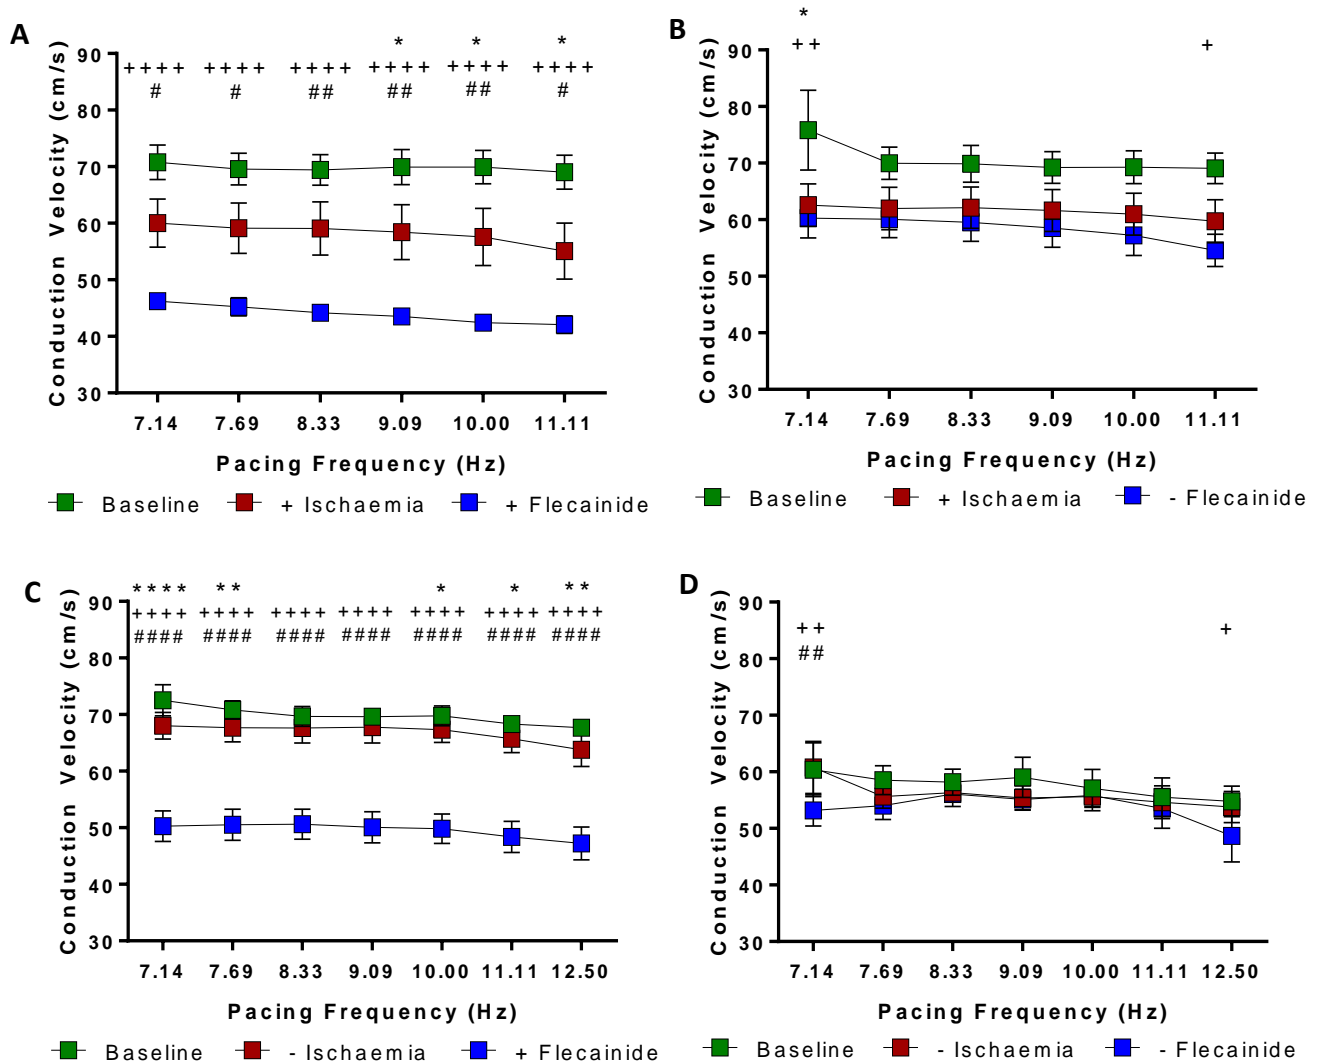 A
Conduction Velocity (cm/s)
* * *
++++ ++++ ++++ ++++ ++++ ++++
# # ## ## ## #
90
80
70
60
50
40
30
7.14 7.69 8.33 9.09 10.00 11.11
Pacing Frequency (Hz)
Baseline + Ischaemia + Flecainide
B
Conduction Velocity (cm/s)
*
++ +
90
80
70
60
50
40
30
7.14 7.69 8.33 9.09 10.00 11.11
Pacing Frequency (Hz)
Baseline + Ischaemia - Flecainide
C
Conduction Velocity (cm/s)
**** ** * * **
++++ ++++ ++++ ++++ ++++ ++++ ++++
#### #### #### #### #### #### ####
90
80
70
60
50
40
30
7.14 7.69 8.33 9.09 10.00 11.11 12.50
Pacing Frequency (Hz)
Baseline - Ischaemia + Flecainide
D
Conduction Velocity (cm/s)
++ +
##
90
80
70
60
50
40
30
7.14 7.69 8.33 9.09 10.00 11.11 12.50
Pacing Frequency (Hz)
Baseline - Ischaemia - Flecainide